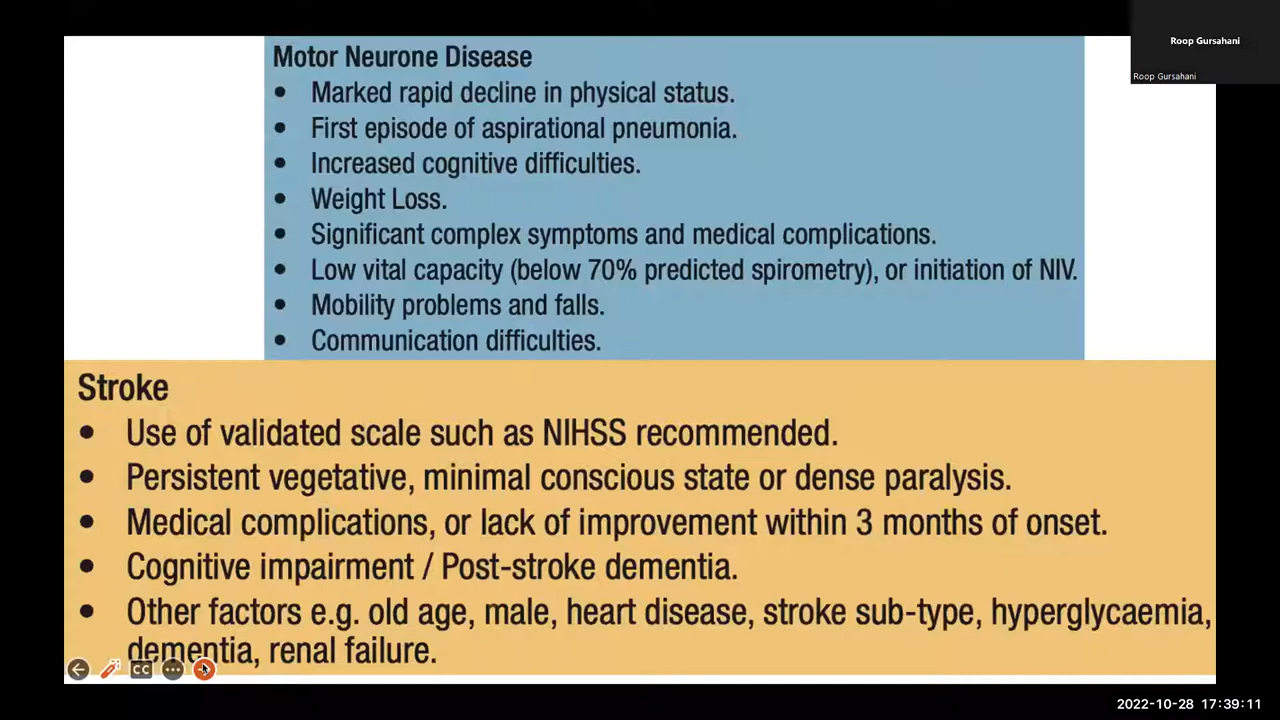 Roop Gursahani
Roop Gursahani
Motor Neurone Disease
• Marked rapid decline in physical status.
• First episode of aspirational pneumonia.
• Increased cognitive difficulties.
• Weight Loss.
• Significant complex symptoms and medical complications.
• Low vital capacity (below 70% predicted spirometry), or initiation of NIV.
• Mobility problems and falls.
• Communication difficulties.
Stroke
• Use of validated scale such as NIHSS recommended.
• Persistent vegetative, minimal conscious state or dense paralysis.
• Medical complications, or lack of improvement within 3 months of onset.
• Cognitive impairment / Post-stroke dementia.
• Other factors e.g. old age, male, heart disease, stroke sub-type, hyperglycaemia,
dementia, renal failure.
CC
2022-10-28 17:39:11